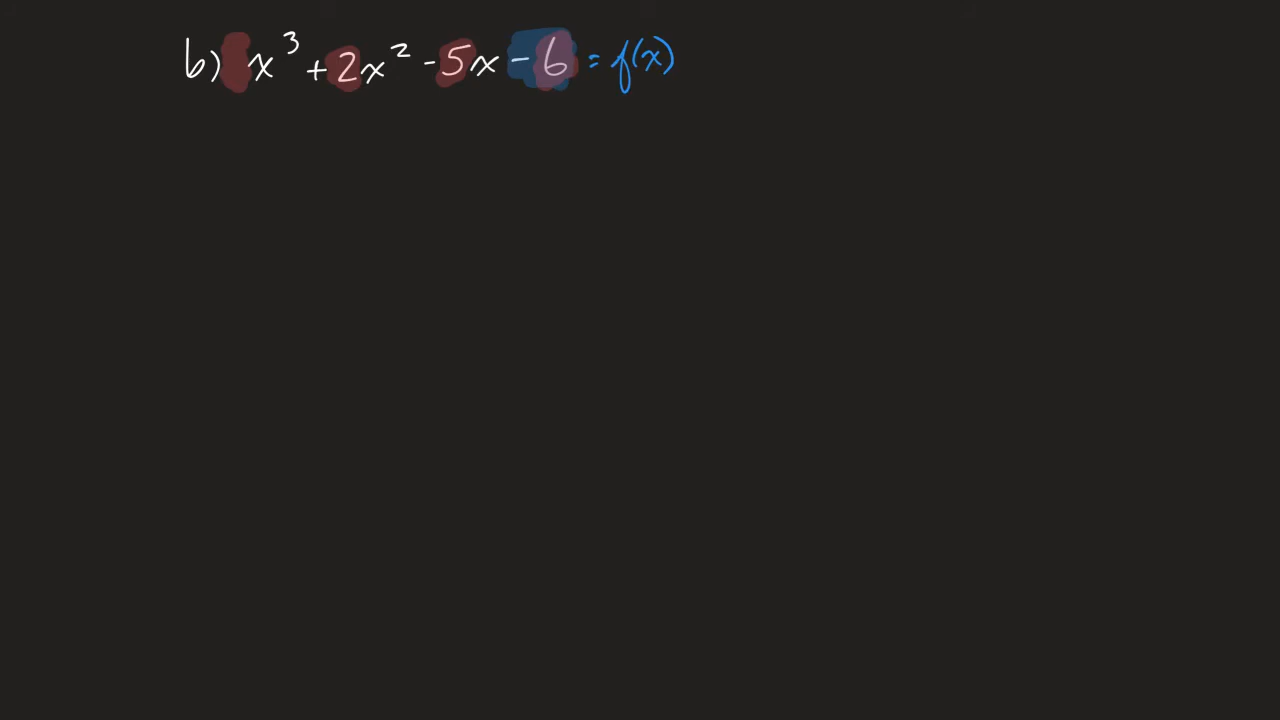 b) x³ + 2x² - 5x - 6 = f(x)